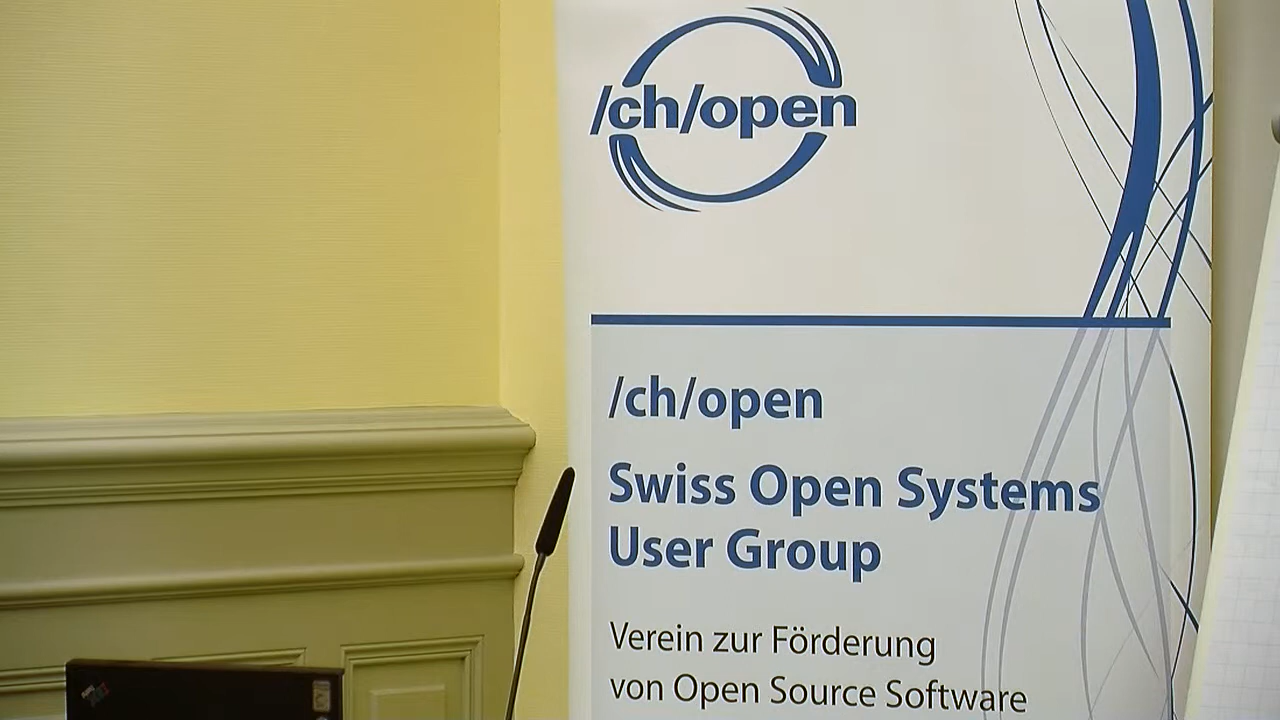 /ch/open
/ch/open
Swiss Open Systems
User Group
Verein zur Förderung
von Open Source Software